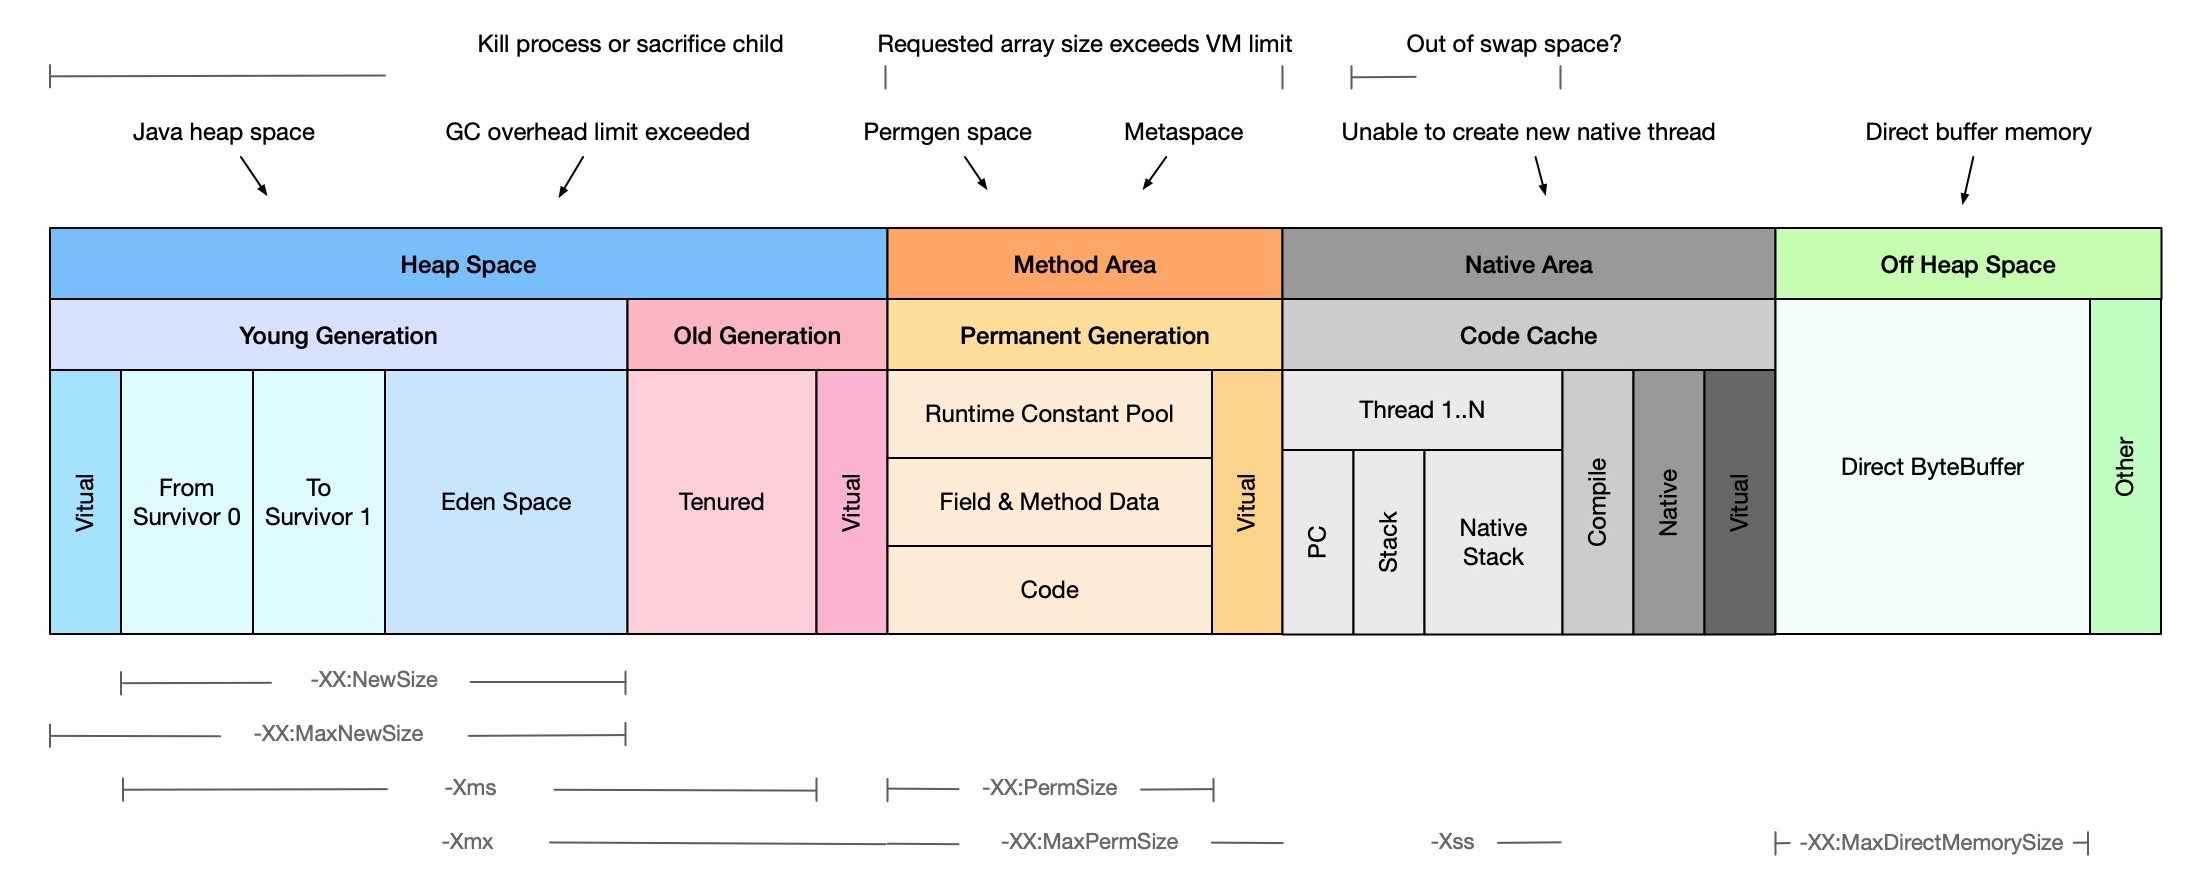 Kill process or sacrifice child
Requested array size exceeds VM limit
Out of swap space?
Java heap space
GC overhead limit exceeded
Permgen space
Metaspace
Unable to create new native thread
Direct buffer memory
Heap Space
Method Area
Native Area
Off Heap Space
Young Generation
Old Generation
Permanent Generation
Code Cache
Vitual
From
Survivor 0
To
Survivor 1
Eden Space
Tenured
Vitual
Runtime Constant Pool
Field & Method Data
Code
Vitual
Thread 1..N
PC
Stack
Native
Stack
Compile
Native
Vitual
Direct ByteBuffer
Other
-XX:NewSize
-XX:MaxNewSize
-Xms
-XX:PermSize
-Xmx
-XX:MaxPermSize
-Xss
-XX:MaxDirectMemorySize